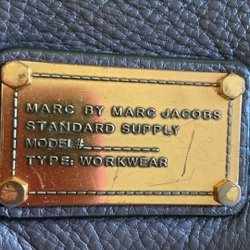 MARC BY MARC JACOBS
STANDARD SUPPLY
MODEL#_ _ _ _ _ _ _
TYPE: WORKWEAR